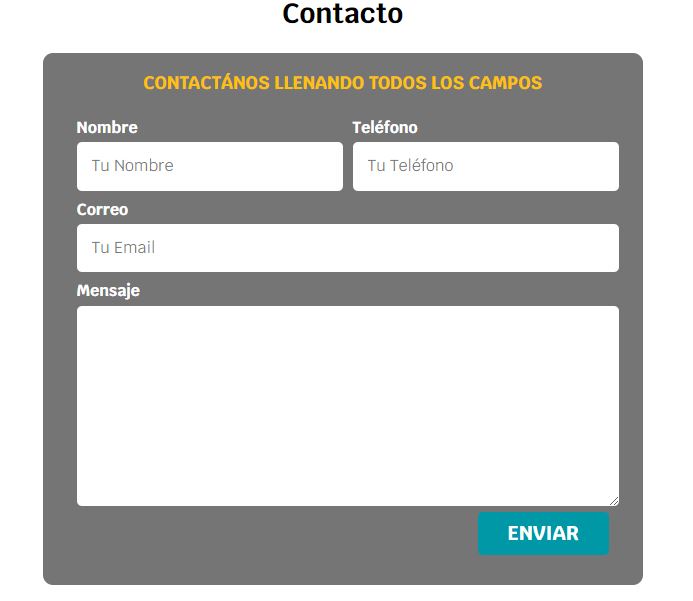 Contacto
CONTACTÁNOS LLENANDO TODOS LOS CAMPOS
Nombre
Teléfono
Tu Nombre
Tu Teléfono
Correo
Tu Email
Mensaje
ENVIAR